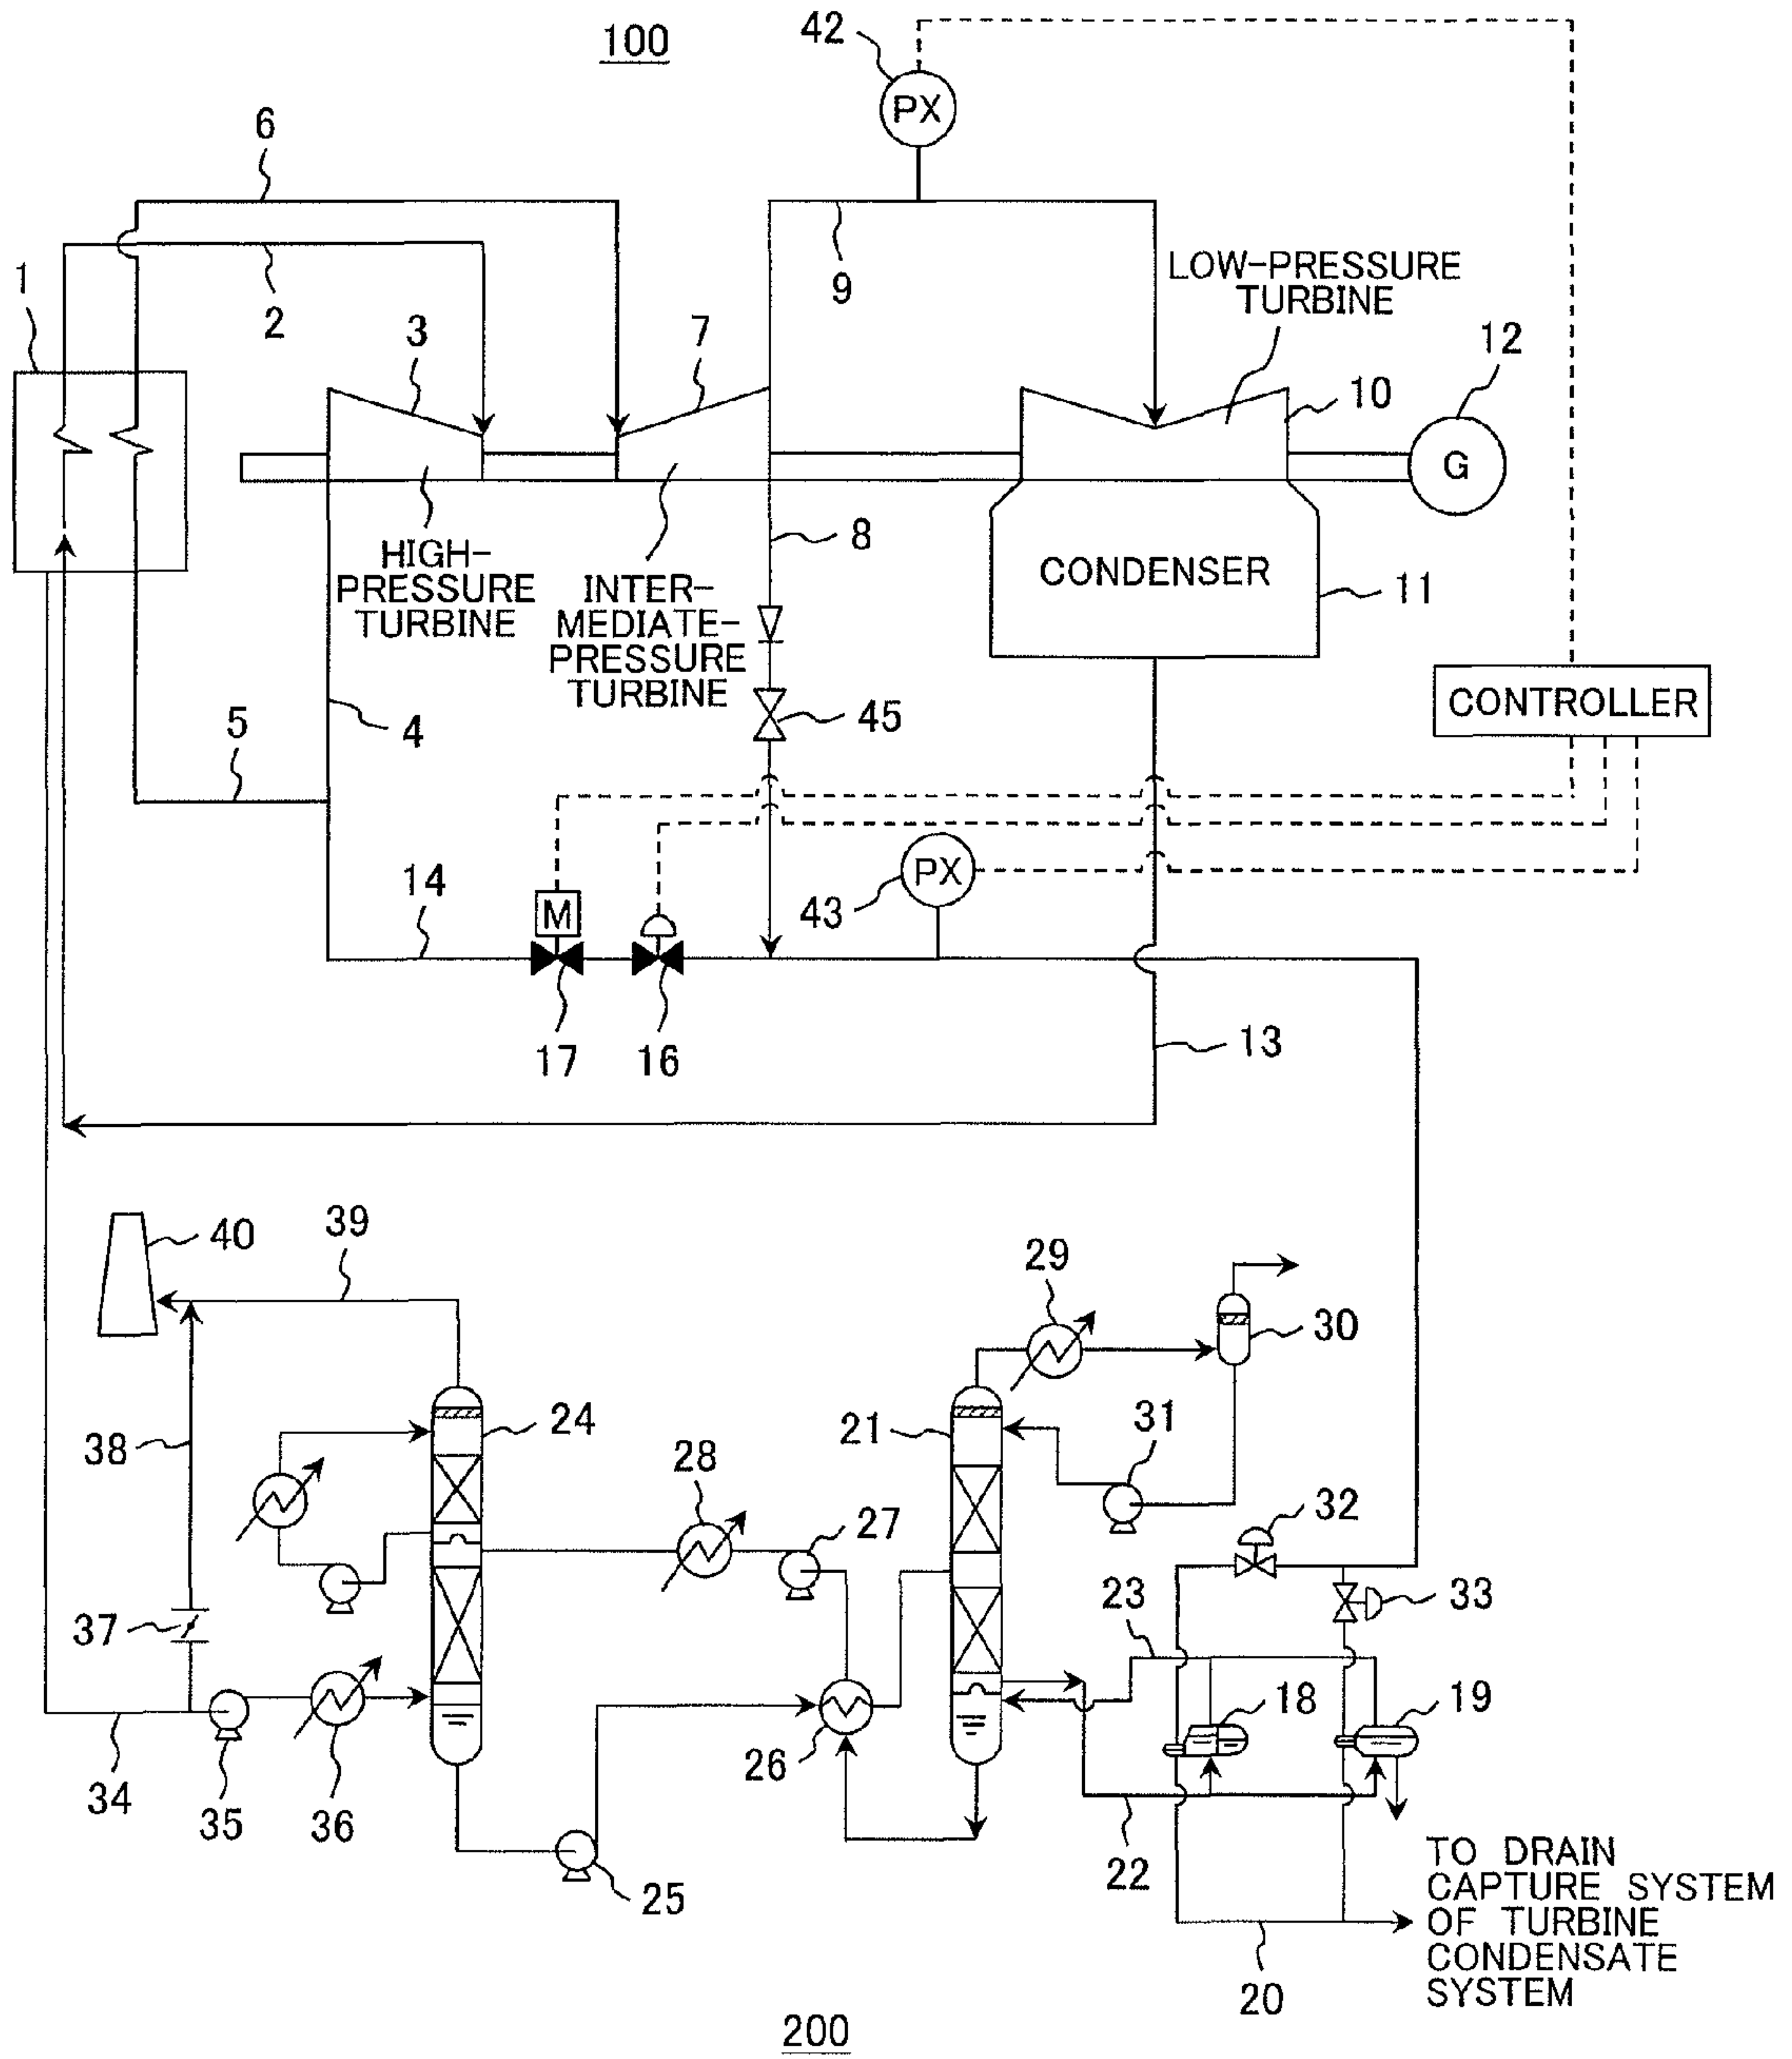 100
42
PX
6
2
1
9
LOW-PRESSURE
TURBINE
3
7
12
10
G
8
HIGH-
PRESSURE
TURBINE
INTER-
MEDIATE-
PRESSURE
TURBINE
CONDENSER
11
4
45
CONTROLLER
5
14
M
PX
43
17
16
13
40
39
29
30
24
21
31
38
28
27
32
37
23
33
18
19
26
34
35
36
22
25
20
TO DRAIN
CAPTURE SYSTEM
OF TURBINE
CONDENSATE
SYSTEM
200